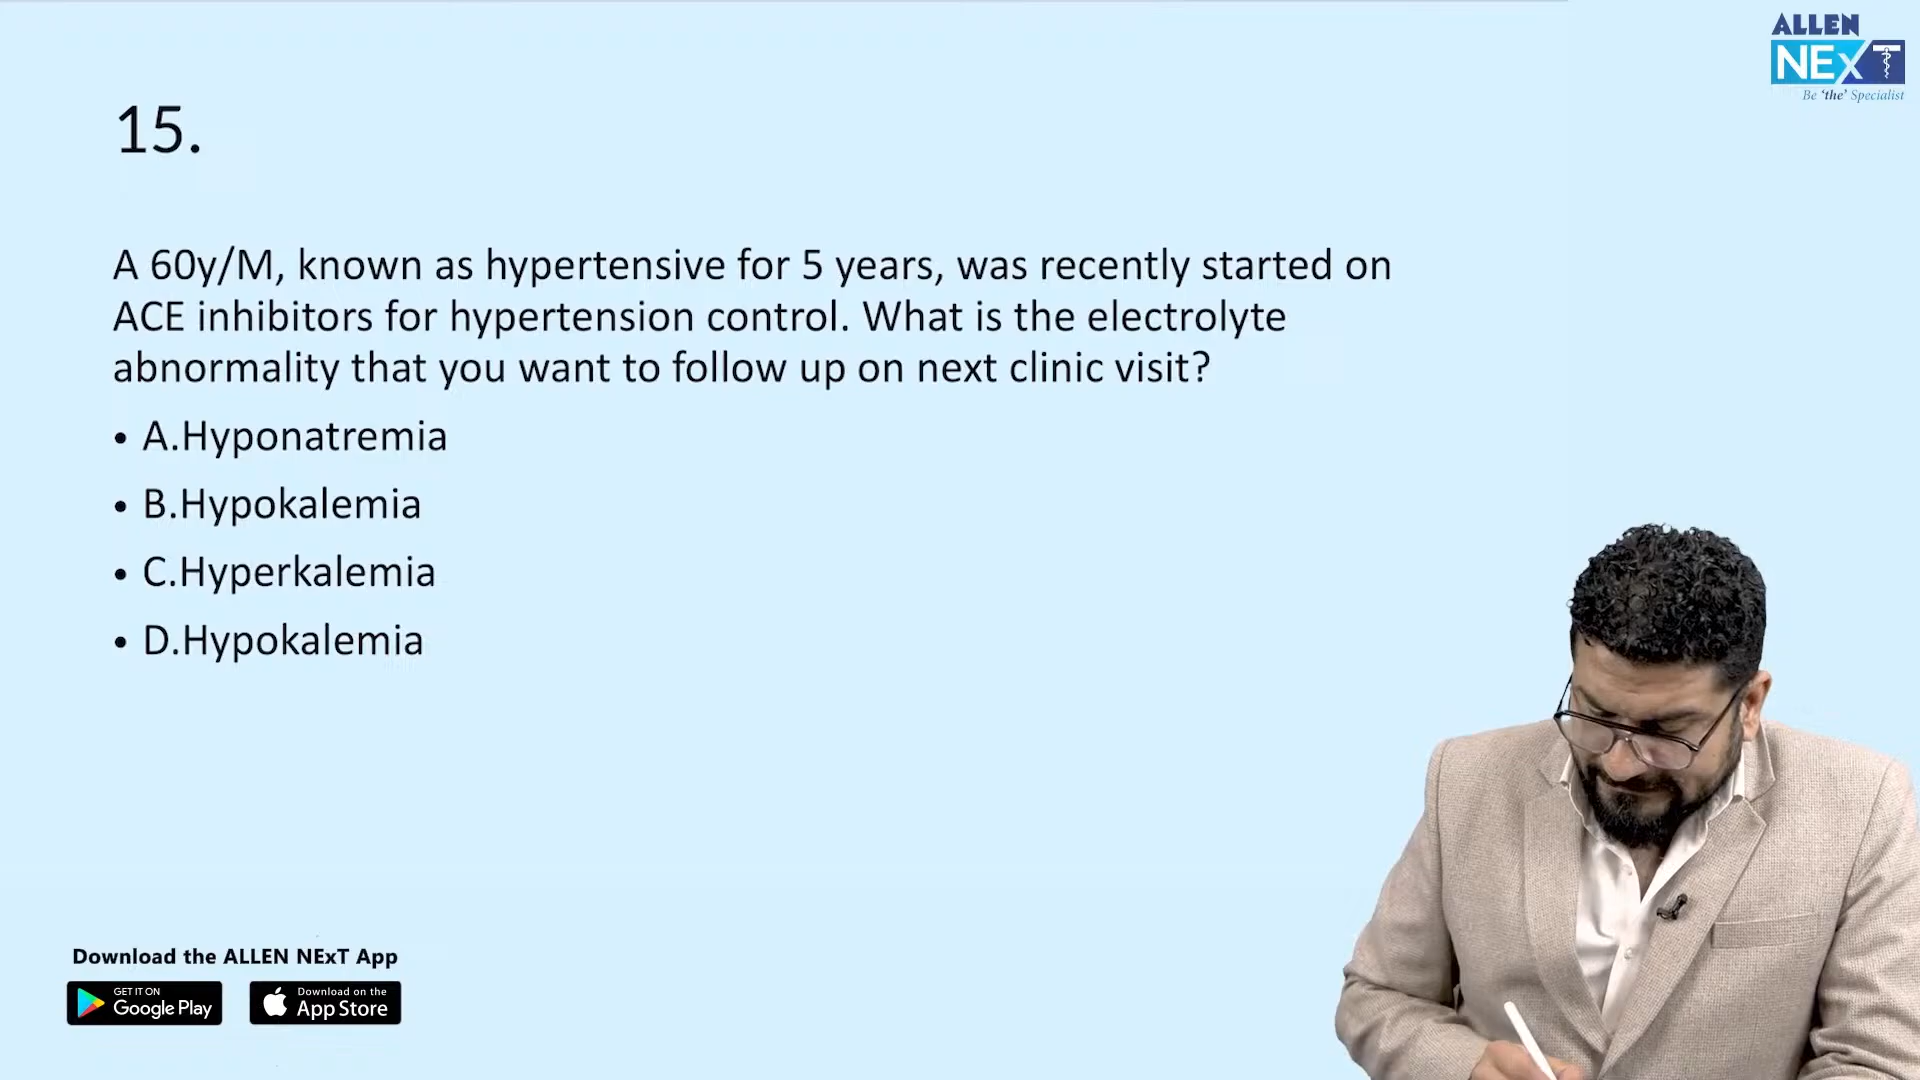 ALLEN
NExT
Be 'the' Specialist
15.
A 60y/M, known as hypertensive for 5 years, was recently started on
ACE inhibitors for hypertension control. What is the electrolyte
abnormality that you want to follow up on next clinic visit?
• A.Hyponatremia
• B.Hypokalemia
• C.Hyperkalemia
• D.Hypokalemia
Download the ALLEN NExT App
GET IT ON
Google Play
Download on the
App Store